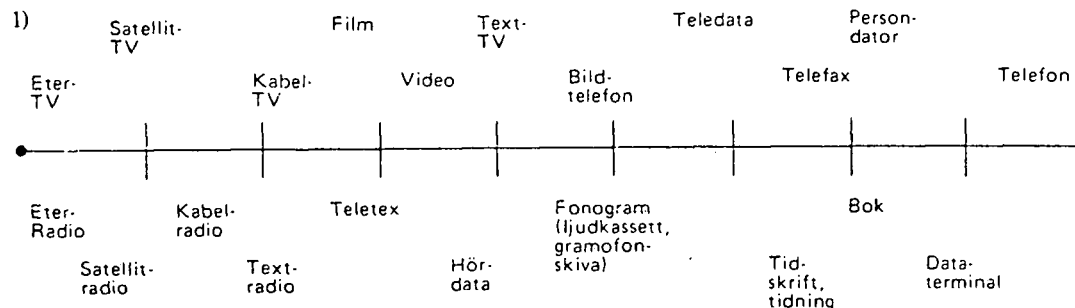 1)
Satellit-
TV
Film
Text-
TV
Teledata
Person-
dator
Eter-
TV
Kabel-
TV
Video
Bild-
telefon
Telefax
Telefon
Eter-
Radio
Kabel-
radio
Teletex
Fonogram
(ljudkassett,
gramofon-
skiva)
Bok
Satellit-
radio
Text-
radio
Hör-
data
Tid-
skrift,
tidning
Data-
terminal